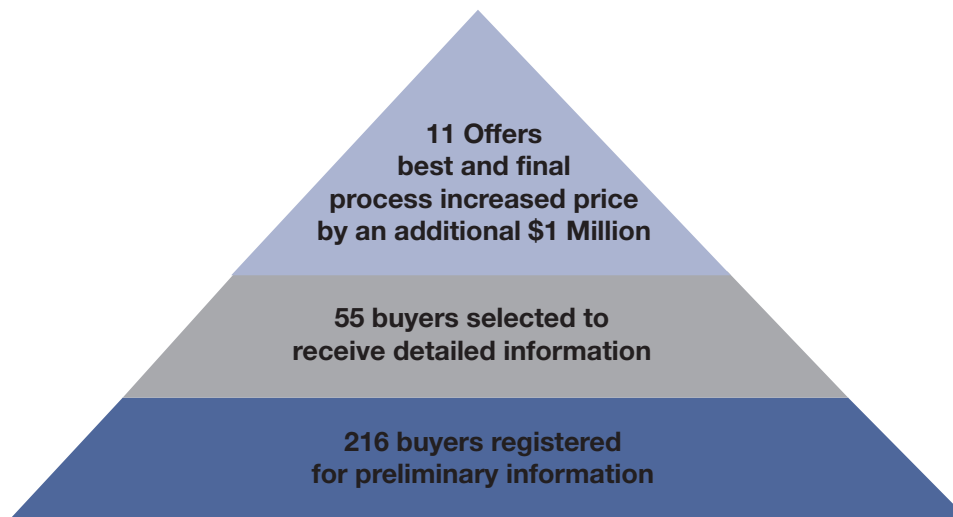 11 Offers
best and final
process increased price
by an additional $1 Million
55 buyers selected to
receive detailed information
216 buyers registered
for preliminary information